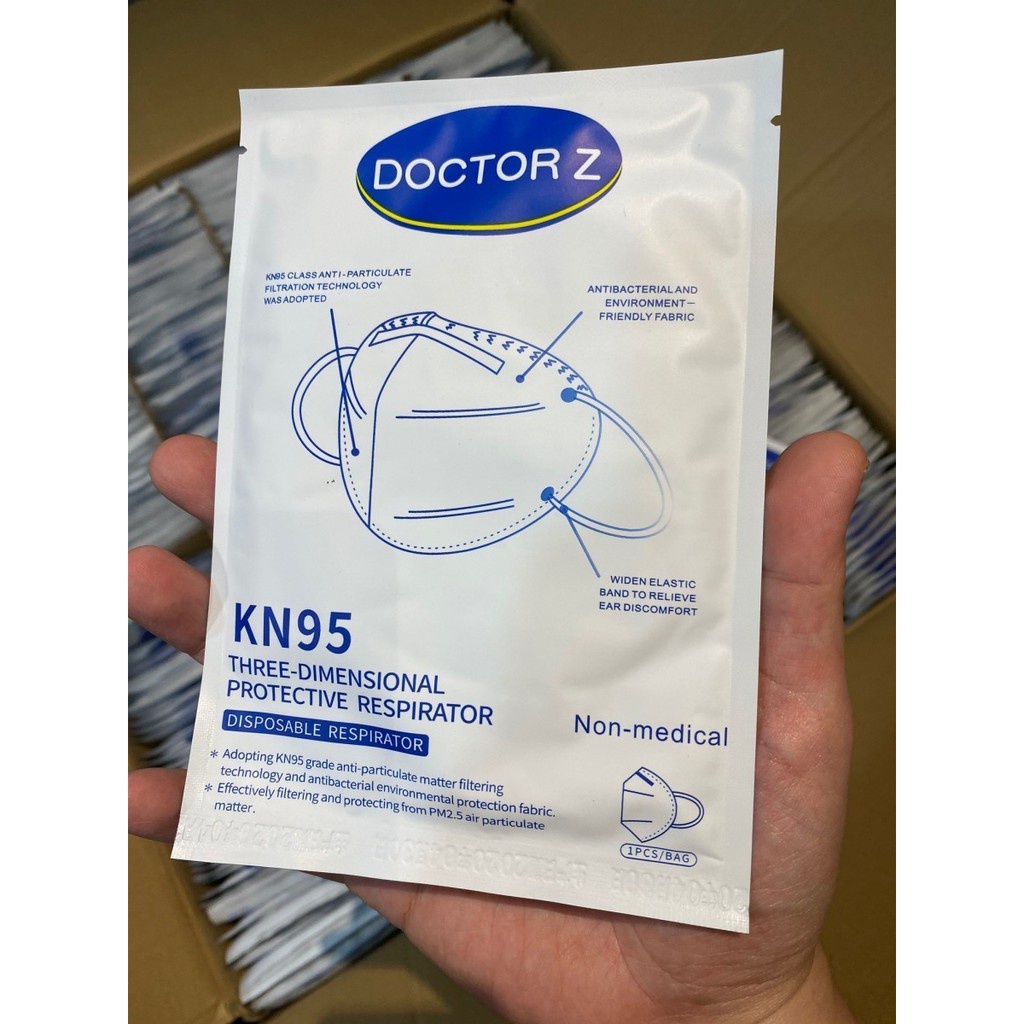 DOCTOR Z
KN95 CLASS ANTI-PARTICULATE
FILTRATION TECHNOLOGY
WAS ADOPTED
ANTIBACTERIAL AND
ENVIRONMENT—
FRIENDLY FABRIC
WIDEN ELASTIC
BAND TO RELIEVE
EAR DISCOMFORT
KN95
THREE-DIMENSIONAL
PROTECTIVE RESPIRATOR
DISPOSABLE RESPIRATOR
Non-medical
* Adopting KN95 grade anti-particulate matter filtering
technology and antibacterial environmental protection fabric.
* Effectively filtering and protecting from PM2.5 air particulate
matter.
1PCS/BAG